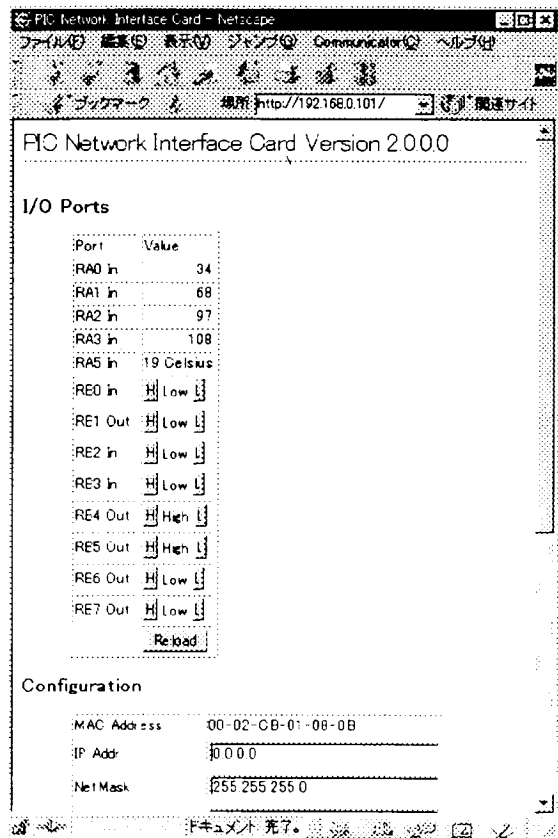 PIC Network Interface Card - Netscape
ファイル(F) 編集(E) 表示(V) ジャンプ(G) Communicator(C) ヘルプ(H)
ブックマーク 場所: http://192.168.0.101/ 関連サイト
PIC Network Interface Card Version 2.0.0.0
I/O Ports
Port Value
RA0 in 34
RA1 in 68
RA2 in 97
RA3 in 108
RA5 in 19 Celsius
RE0 in H Low L
RE1 Out H Low L
RE2 in H Low L
RE3 in H Low L
RE4 Out H High L
RE5 Out H High L
RE6 Out H Low L
RE7 Out H Low L
Reload
Configuration
MAC Address 00-02-CB-01-08-0B
IP Addr 0.0.0.0
NetMask 255.255.255.0
ドキュメント 完了。